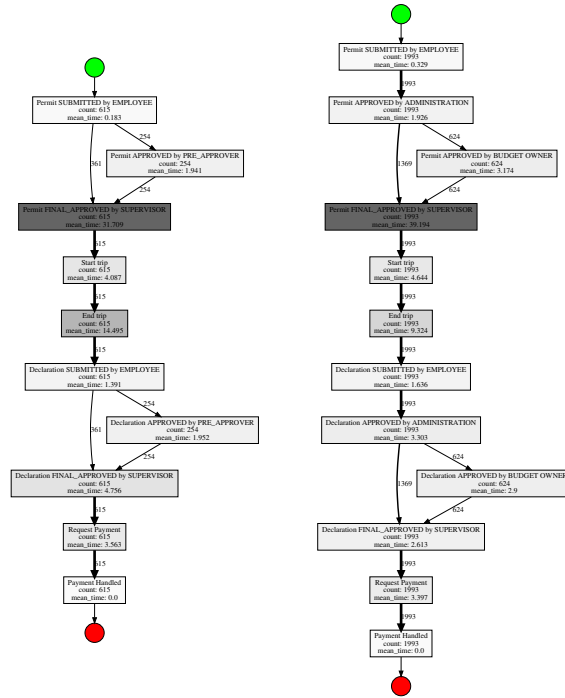 Permit SUBMITTED by EMPLOYEE
count: 615
mean_time: 0.183
254
Permit APPROVED by PRE_APPROVER
count: 254
mean_time: 1.941
361
254
Permit FINAL_APPROVED by SUPERVISOR
count: 615
mean_time: 31.709
615
Start trip
count: 615
mean_time: 4.087
615
End trip
count: 615
mean_time: 14.495
615
Declaration SUBMITTED by EMPLOYEE
count: 615
mean_time: 1.391
254
Declaration APPROVED by PRE_APPROVER
count: 254
mean_time: 1.952
361
254
Declaration FINAL_APPROVED by SUPERVISOR
count: 615
mean_time: 4.756
615
Request Payment
count: 615
mean_time: 3.563
615
Payment Handled
count: 615
mean_time: 0.0
Permit SUBMITTED by EMPLOYEE
count: 1993
mean_time: 0.329
1993
Permit APPROVED by ADMINISTRATION
count: 1993
mean_time: 1.926
624
Permit APPROVED by BUDGET OWNER
count: 624
mean_time: 3.174
1369
624
Permit FINAL_APPROVED by SUPERVISOR
count: 1993
mean_time: 39.194
1993
Start trip
count: 1993
mean_time: 4.644
1993
End trip
count: 1993
mean_time: 9.324
1993
Declaration SUBMITTED by EMPLOYEE
count: 1993
mean_time: 1.636
1993
Declaration APPROVED by ADMINISTRATION
count: 1993
mean_time: 3.303
624
Declaration APPROVED by BUDGET OWNER
count: 624
mean_time: 2.9
1369
624
Declaration FINAL_APPROVED by SUPERVISOR
count: 1993
mean_time: 2.613
1993
Request Payment
count: 1993
mean_time: 3.397
1993
Payment Handled
count: 1993
mean_time: 0.0